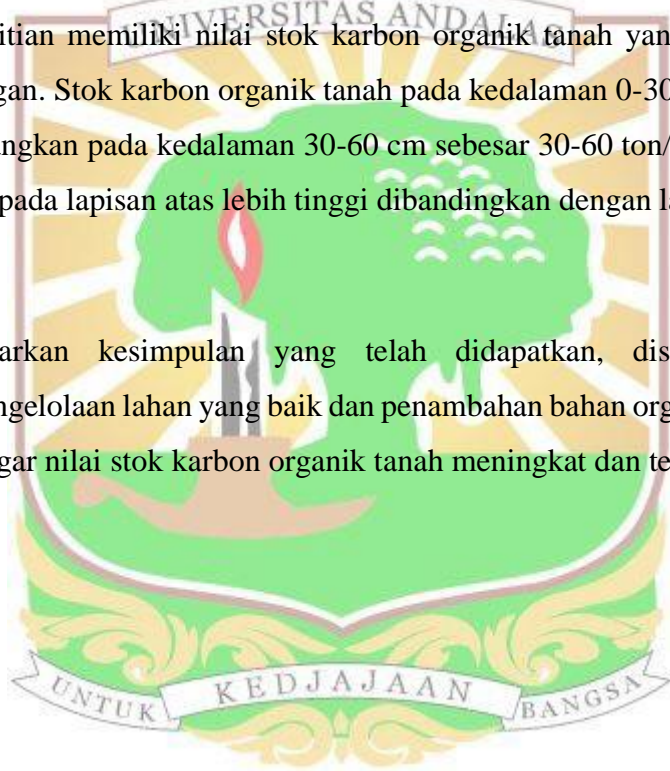 UNIVERSITAS ANDALAS
itian memiliki nilai stok karbon organik tanah yan
gan. Stok karbon organik tanah pada kedalaman 0-30
angkan pada kedalaman 30-60 cm sebesar 30-60 ton/
pada lapisan atas lebih tinggi dibandingkan dengan la
arkan kesimpulan yang telah didapatkan, dis
ngelolaan lahan yang baik dan penambahan bahan org
gar nilai stok karbon organik tanah meningkat dan te
UNTUK KEDJAJAAN BANGSA